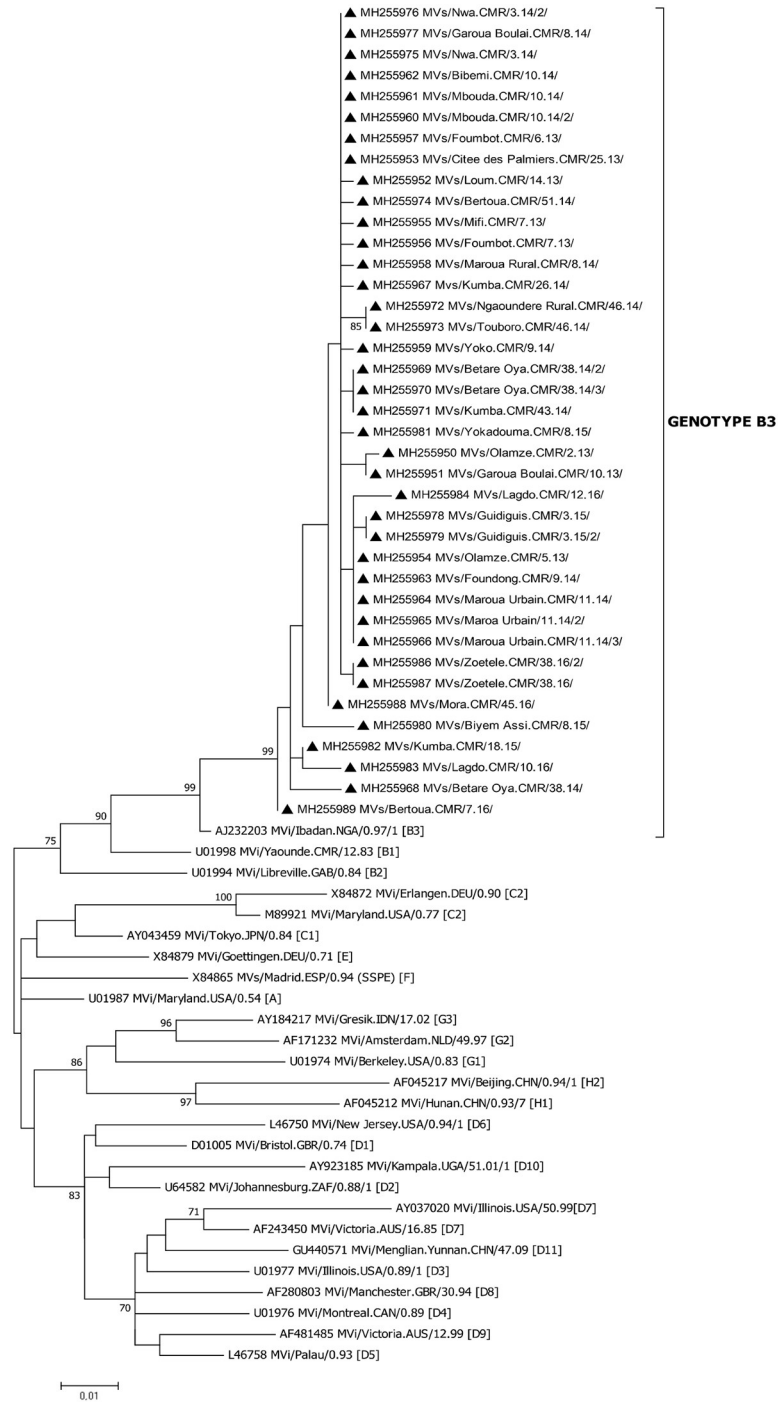 MH255976 MVs/Nwa.CMR/3.14/2/
MH255977 MVs/Garoua Boulai.CMR/8.14/
MH255975 MVs/Nwa.CMR/3.14/
MH255962 MVs/Bibemi.CMR/10.14/
MH255961 MVs/Mbouda.CMR/10.14/
MH255960 MVs/Mbouda.CMR/10.14/2/
MH255957 MVs/Foumbot.CMR/6.13/
MH255953 MVs/Citee des Palmiers.CMR/25.13/
MH255952 MVs/Loum.CMR/14.13/
MH255974 MVs/Bertoua.CMR/51.14/
MH255955 MVs/Mifi.CMR/7.13/
MH255956 MVs/Foumbot.CMR/7.13/
MH255958 MVs/Maroua Rural.CMR/8.14/
MH255967 Mvs/Kumba.CMR/26.14/
MH255972 MVs/Ngaoundere Rural.CMR/46.14/
85
MH255973 MVs/Touboro.CMR/46.14/
MH255959 MVs/Yoko.CMR/9.14/
MH255969 MVs/Betare Oya.CMR/38.14/2/
MH255970 MVs/Betare Oya.CMR/38.14/3/
MH255971 MVs/Kumba.CMR/43.14/
GENOTYPE B3
MH255981 MVs/Yokadouma.CMR/8.15/
MH255950 MVs/Olamze.CMR/2.13/
MH255951 MVs/Garoua Boulai.CMR/10.13/
MH255984 MVs/Lagdo.CMR/12.16/
MH255978 MVs/Guidiguis.CMR/3.15/
MH255979 MVs/Guidiguis.CMR/3.15/2/
MH255954 MVs/Olamze.CMR/5.13/
MH255963 MVs/Foundong.CMR/9.14/
MH255964 MVs/Maroua Urbain.CMR/11.14/
MH255965 MVs/Maroa Urbain/11.14/2/
MH255966 MVs/Maroua Urbain.CMR/11.14/3/
MH255986 MVs/Zoetele.CMR/38.16/2/
MH255987 MVs/Zoetele.CMR/38.16/
MH255988 MVs/Mora.CMR/45.16/
MH255980 MVs/Biyem Assi.CMR/8.15/
MH255982 MVs/Kumba.CMR/18.15/
99
MH255983 MVs/Lagdo.CMR/10.16/
99
MH255968 MVs/Betare Oya.CMR/38.14/
MH255989 MVs/Bertoua.CMR/7.16/
90
AJ232203 MVi/Ibadan.NGA/0.97/1 [B3]
75
U01998 MVi/Yaounde.CMR/12.83 [B1]
U01994 MVi/Libreville.GAB/0.84 [B2]
100
X84872 MVi/Erlangen.DEU/0.90 [C2]
M89921 MVi/Maryland.USA/0.77 [C2]
AY043459 MVi/Tokyo.JPN/0.84 [C1]
X84879 MVi/Goettingen.DEU/0.71 [E]
X84865 MVs/Madrid.ESP/0.94 (SSPE) [F]
U01987 MVi/Maryland.USA/0.54 [A]
96
AY184217 MVi/Gresik.IDN/17.02 [G3]
AF171232 MVi/Amsterdam.NLD/49.97 [G2]
86
U01974 MVi/Berkeley.USA/0.83 [G1]
AF045217 MVi/Beijing.CHN/0.94/1 [H2]
97
AF045212 MVi/Hunan.CHN/0.93/7 [H1]
L46750 MVi/New Jersey.USA/0.94/1 [D6]
D01005 MVi/Bristol.GBR/0.74 [D1]
AY923185 MVi/Kampala.UGA/51.01/1 [D10]
83
U64582 MVi/Johannesburg.ZAF/0.88/1 [D2]
71
AY037020 MVi/Illinois.USA/50.99[D7]
AF243450 MVi/Victoria.AUS/16.85 [D7]
GU440571 MVi/Menglian.Yunnan.CHN/47.09 [D11]
U01977 MVi/Illinois.USA/0.89/1 [D3]
AF280803 MVi/Manchester.GBR/30.94 [D8]
70
U01976 MVi/Montreal.CAN/0.89 [D4]
AF481485 MVi/Victoria.AUS/12.99 [D9]
L46758 MVi/Palau/0.93 [D5]
0.01